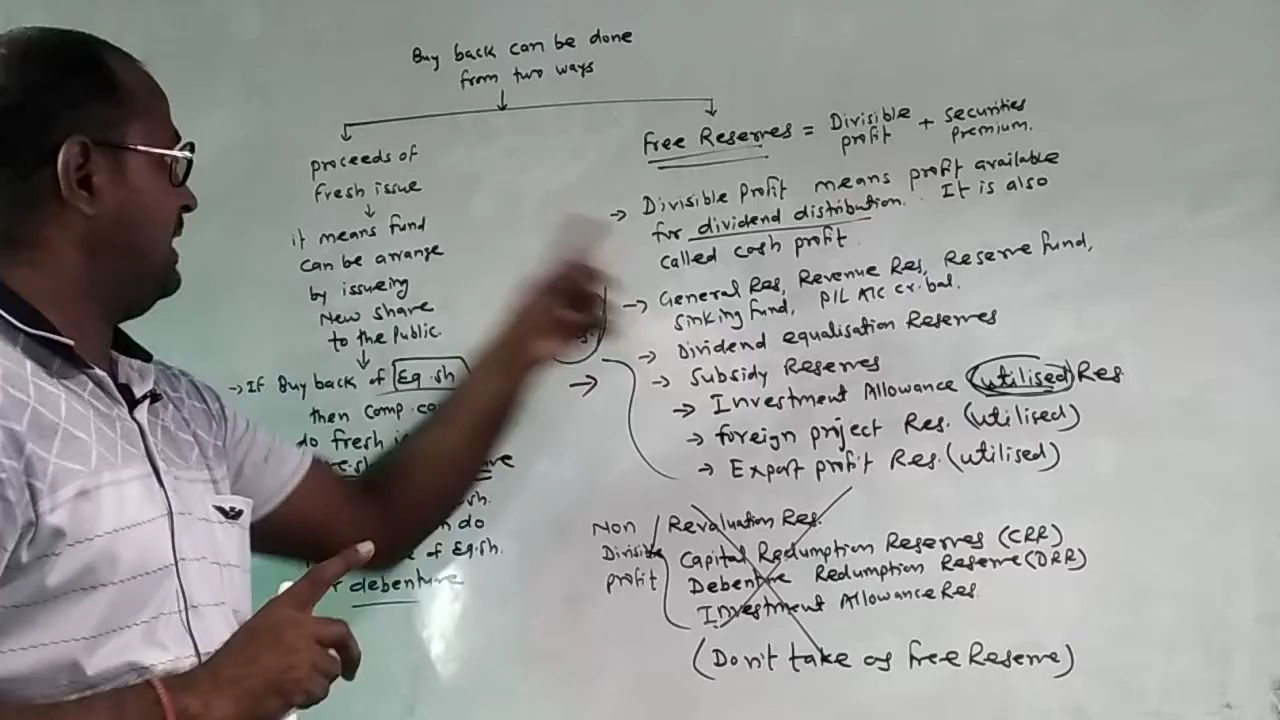 Buy back can be done
from two ways
proceeds of
fresh issue
it means fund
can be arrange
by issueing
New share
to the Public.
→ If Buy back of Eq.sh
then comp
do fresh
debenture
do
of Eq.sh.
Free Reserves = Divisible profit + securities premium.
→ Divisible Profit means profit available
for dividend distribution. It is also
called cash profit.
→ General Res, Revenue Res, Reserve fund,
sinking fund, P/L A/C cr. bal.
→ Dividend equalisation Reserves
→ Subsidy Reserves
→ Investment Allowance (utilised) Res
→ foreign project Res. (utilised)
→ Export profit Res. (utilised)
Non
Divisible
profit
Revaluation Res.
Capital Redumption Reserves (CRR)
Debenture Redumption Reserve (DRR)
Investment Allowance Res.
(Don't take as free Reserve)